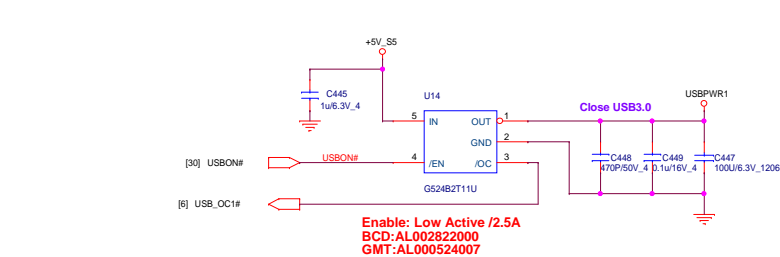 +5V_S5
C445
1u/6.3V_4
U14
USBPWR1
Close USB3.0
5
IN
OUT
1
GND
2
[30] USBON#
USBON#
4
/EN
/OC
3
C448
470P/50V_4
C449
0.1u/16V_4
C447
100U/6.3V_1206
G524B2T11U
[6] USB_OC1#
Enable: Low Active /2.5A
BCD:AL002822000
GMT:AL000524007